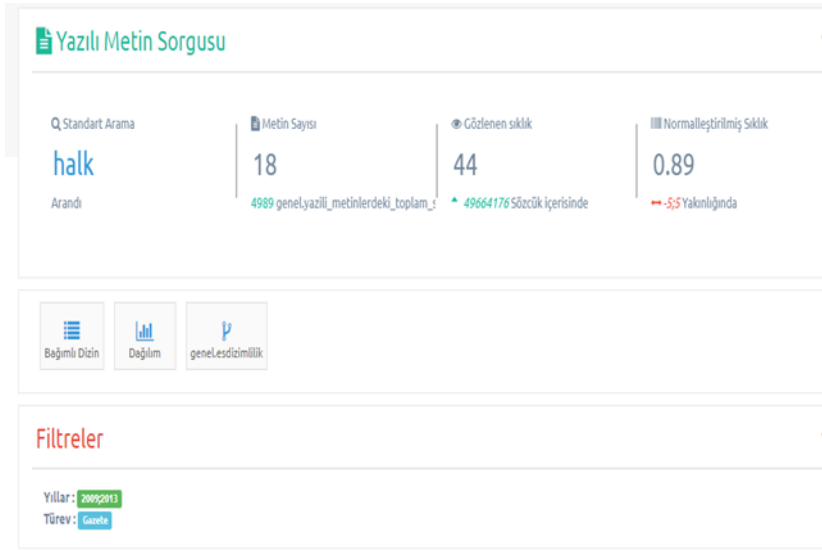 Yazılı Metin Sorgusu
Standart Arama
Metin Sayısı
Gözlenen sıklık
Normalleştirilmiş Sıklık
halk
18
44
0.89
Arandı
4989 genel.yazili_metinlerdeki_toplam_s
49664176 Sözcük içerisinde
-5;5 Yakınlığında
Bağımlı Dizin
Dağılım
genel.esdizimlilik
Filtreler
Yıllar : 2009;2013
Türev : Gazete